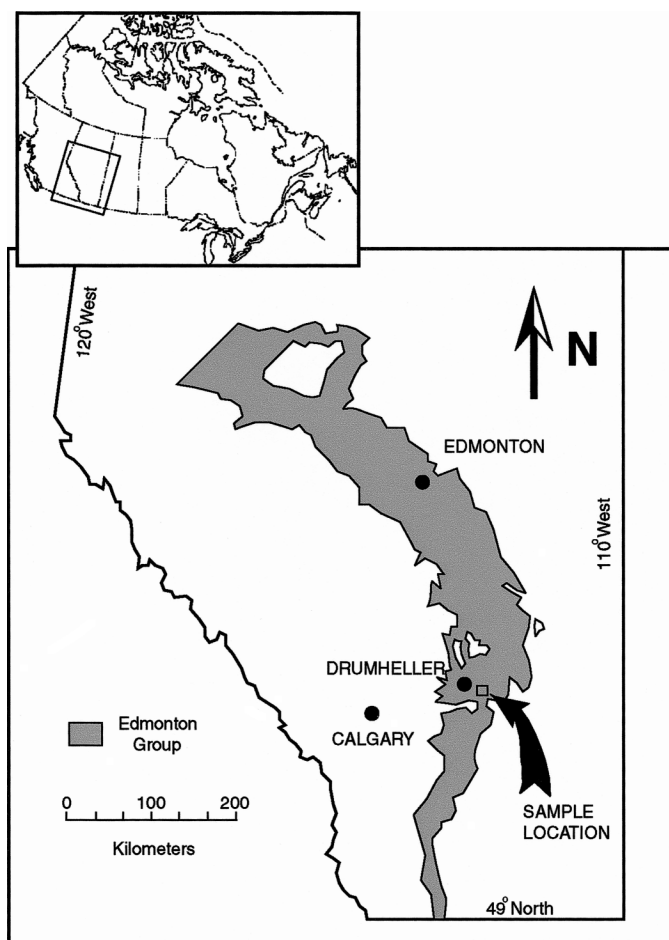 120°West
N
EDMONTON
110°West
DRUMHELLER
CALGARY
Edmonton
Group
0 100 200
Kilometers
SAMPLE
LOCATION
49°North